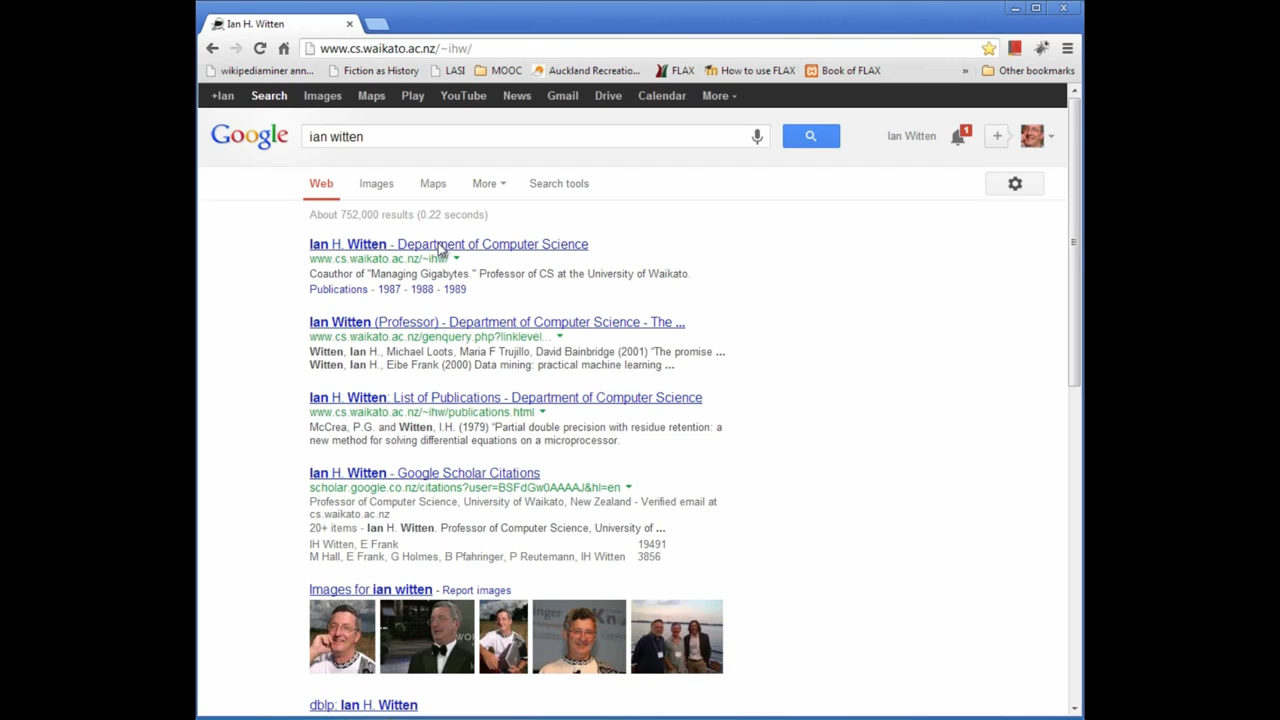 Ian H. Witten
www.cs.waikato.ac.nz/~ihw/
wikipediaminer ann... Fiction as History LASI MOOC Auckland Recreatio... FLAX How to use FLAX Book of FLAX » Other bookmarks
+Ian Search Images Maps Play YouTube News Gmail Drive Calendar More
Google ian witten Ian Witten 1 +
Web Images Maps More Search tools
About 752,000 results (0.22 seconds)
Ian H. Witten - Department of Computer Science
www.cs.waikato.ac.nz/~ihw/
Coauthor of "Managing Gigabytes." Professor of CS at the University of Waikato.
Publications - 1987 - 1988 - 1989
Ian Witten (Professor) - Department of Computer Science - The ...
www.cs.waikato.ac.nz/genquery.php?linklevel...
Witten, Ian H., Michael Loots, Maria F Trujillo, David Bainbridge (2001) “The promise ...
Witten, Ian H., Eibe Frank (2000) Data mining: practical machine learning ...
Ian H. Witten: List of Publications - Department of Computer Science
www.cs.waikato.ac.nz/~ihw/publications.html
McCrea, P.G. and Witten, I.H. (1979) “Partial double precision with residue retention: a
new method for solving differential equations on a microprocessor.
Ian H. Witten - Google Scholar Citations
scholar.google.co.nz/citations?user=BSFdGw0AAAAJ&hl=en
Professor of Computer Science, University of Waikato, New Zealand - Verified email at
cs.waikato.ac.nz
20+ items - Ian H. Witten. Professor of Computer Science, University of ...
IH Witten, E Frank 19491
M Hall, E Frank, G Holmes, B Pfahringer, P Reutemann, IH Witten 3856
Images for ian witten - Report images
dblp: Ian H. Witten